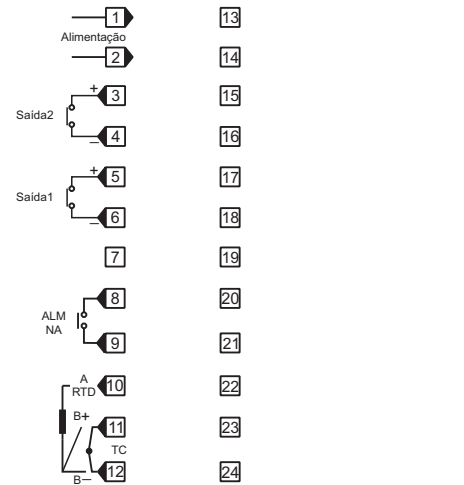 1 13
Alimentação
2 14
+ 3 15
Saída2
– 4 16
+ 5 17
Saída1
– 6 18
7 19
8 20
ALM
NA
9 21
A
RTD 10 22
B+ 11 23
TC
B– 12 24